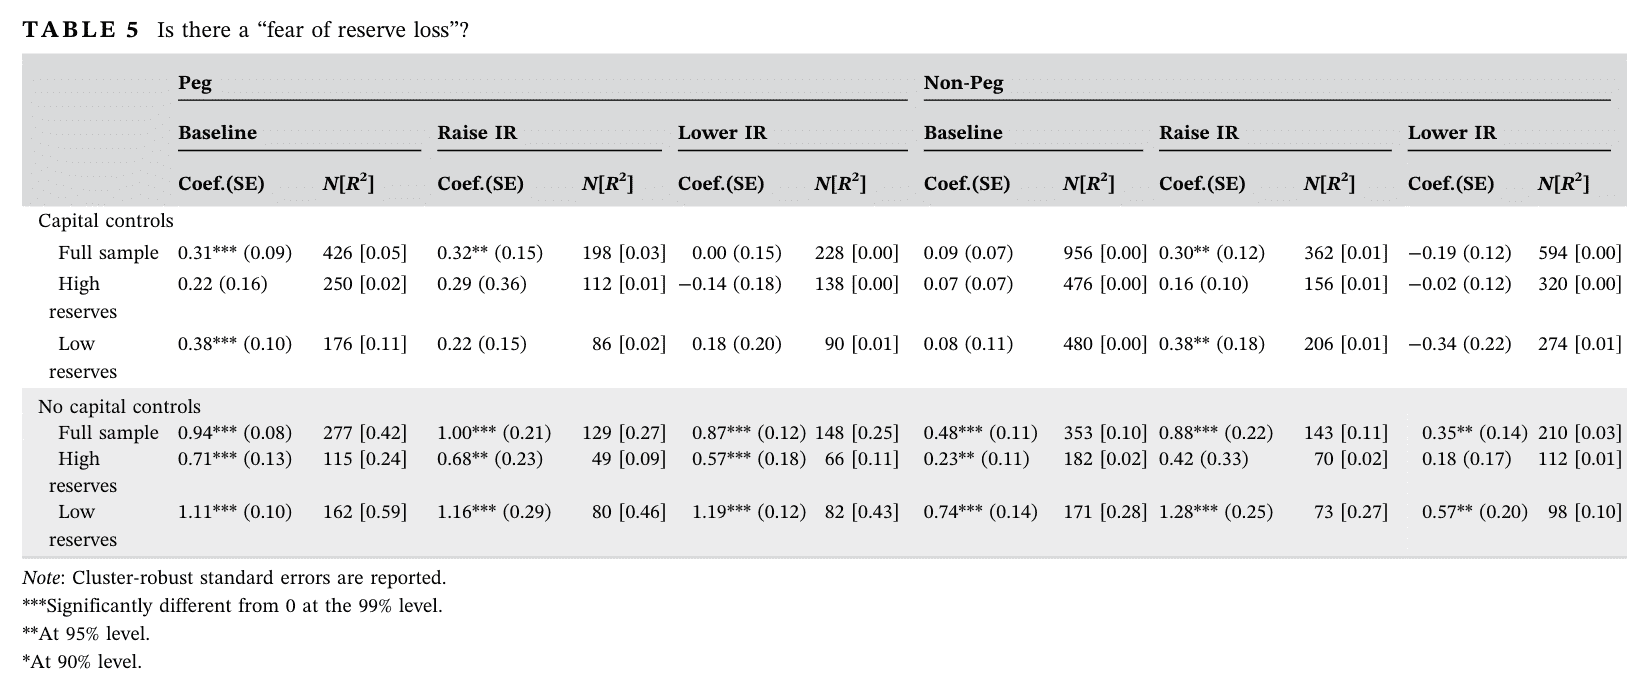 TABLE 5 Is there a “fear of reserve loss”?
Peg Non-Peg
Baseline Raise IR Lower IR Baseline Raise IR Lower IR
Coef.(SE) N[R²] Coef.(SE) N[R²] Coef.(SE) N[R²] Coef.(SE) N[R²] Coef.(SE) N[R²] Coef.(SE) N[R²]
Capital controls
Full sample 0.31*** (0.09) 426 [0.05] 0.32** (0.15) 198 [0.03] 0.00 (0.15) 228 [0.00] 0.09 (0.07) 956 [0.00] 0.30** (0.12) 362 [0.01] −0.19 (0.12) 594 [0.00]
High 0.22 (0.16) 250 [0.02] 0.29 (0.36) 112 [0.01] −0.14 (0.18) 138 [0.00] 0.07 (0.07) 476 [0.00] 0.16 (0.10) 156 [0.01] −0.02 (0.12) 320 [0.00]
reserves
Low 0.38*** (0.10) 176 [0.11] 0.22 (0.15) 86 [0.02] 0.18 (0.20) 90 [0.01] 0.08 (0.11) 480 [0.00] 0.38** (0.18) 206 [0.01] −0.34 (0.22) 274 [0.01]
reserves
No capital controls
Full sample 0.94*** (0.08) 277 [0.42] 1.00*** (0.21) 129 [0.27] 0.87*** (0.12) 148 [0.25] 0.48*** (0.11) 353 [0.10] 0.88*** (0.22) 143 [0.11] 0.35** (0.14) 210 [0.03]
High 0.71*** (0.13) 115 [0.24] 0.68** (0.23) 49 [0.09] 0.57*** (0.18) 66 [0.11] 0.23** (0.11) 182 [0.02] 0.42 (0.33) 70 [0.02] 0.18 (0.17) 112 [0.01]
reserves
Low 1.11*** (0.10) 162 [0.59] 1.16*** (0.29) 80 [0.46] 1.19*** (0.12) 82 [0.43] 0.74*** (0.14) 171 [0.28] 1.28*** (0.25) 73 [0.27] 0.57** (0.20) 98 [0.10]
reserves
Note: Cluster-robust standard errors are reported.
***Significantly different from 0 at the 99% level.
**At 95% level.
*At 90% level.